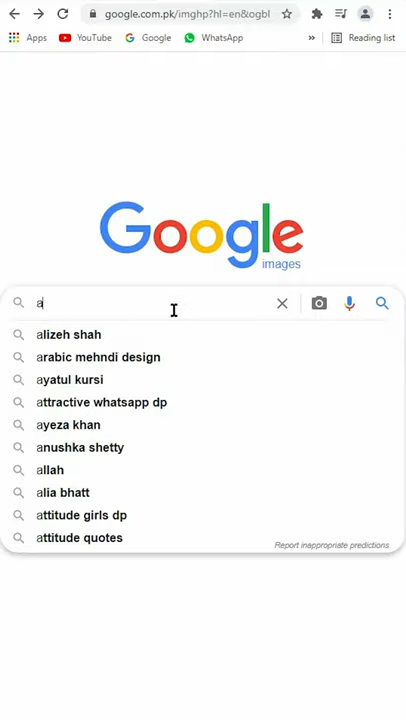 google.com.pk/imghp?hl=en&ogbl
Apps YouTube Google WhatsApp » Reading list
Google
images
a
alizeh shah
arabic mehndi design
ayatul kursi
attractive whatsapp dp
ayeza khan
anushka shetty
allah
alia bhatt
attitude girls dp
attitude quotes
Report inappropriate predictions